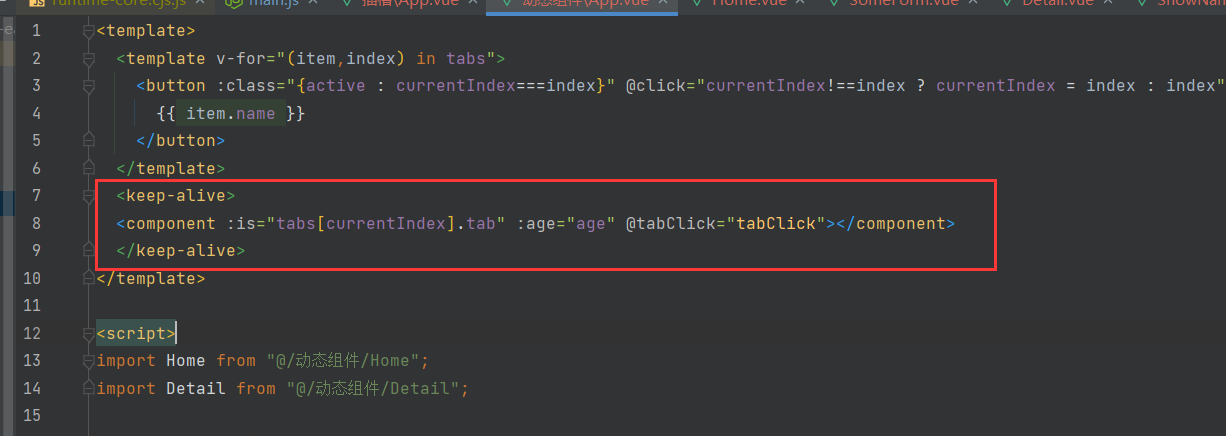 runtime-core.cjs.js main.js 插槽\App.vue 动态组件\App.vue Home.vue SomeForm.vue Detail.vue
1 <template>
2 <template v-for="(item,index) in tabs">
3 <button :class="{active : currentIndex===index}" @click="currentIndex!==index ? currentIndex = index : index"
4 {{ item.name }}
5 </button>
6 </template>
7 <keep-alive>
8 <component :is="tabs[currentIndex].tab" :age="age" @tabClick="tabClick"></component>
9 </keep-alive>
10 </template>
11
12 <script>
13 import Home from "@/动态组件/Home";
14 import Detail from "@/动态组件/Detail";
15